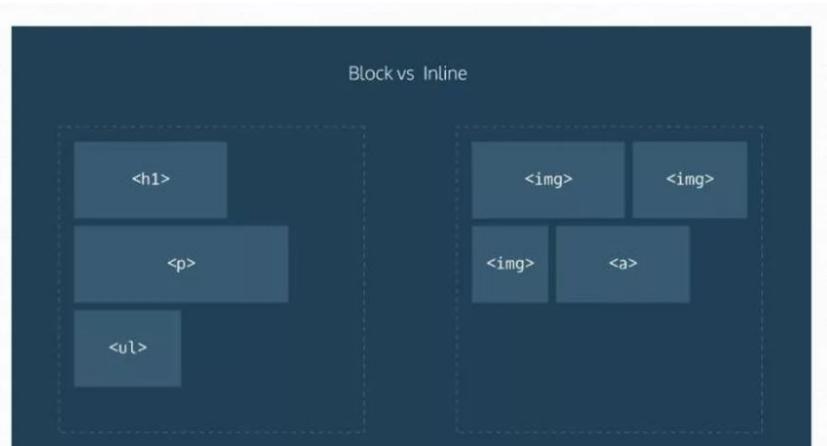 Block vs Inline
<h1>
<p>
<ul>
<img> <img>
<img> <a>